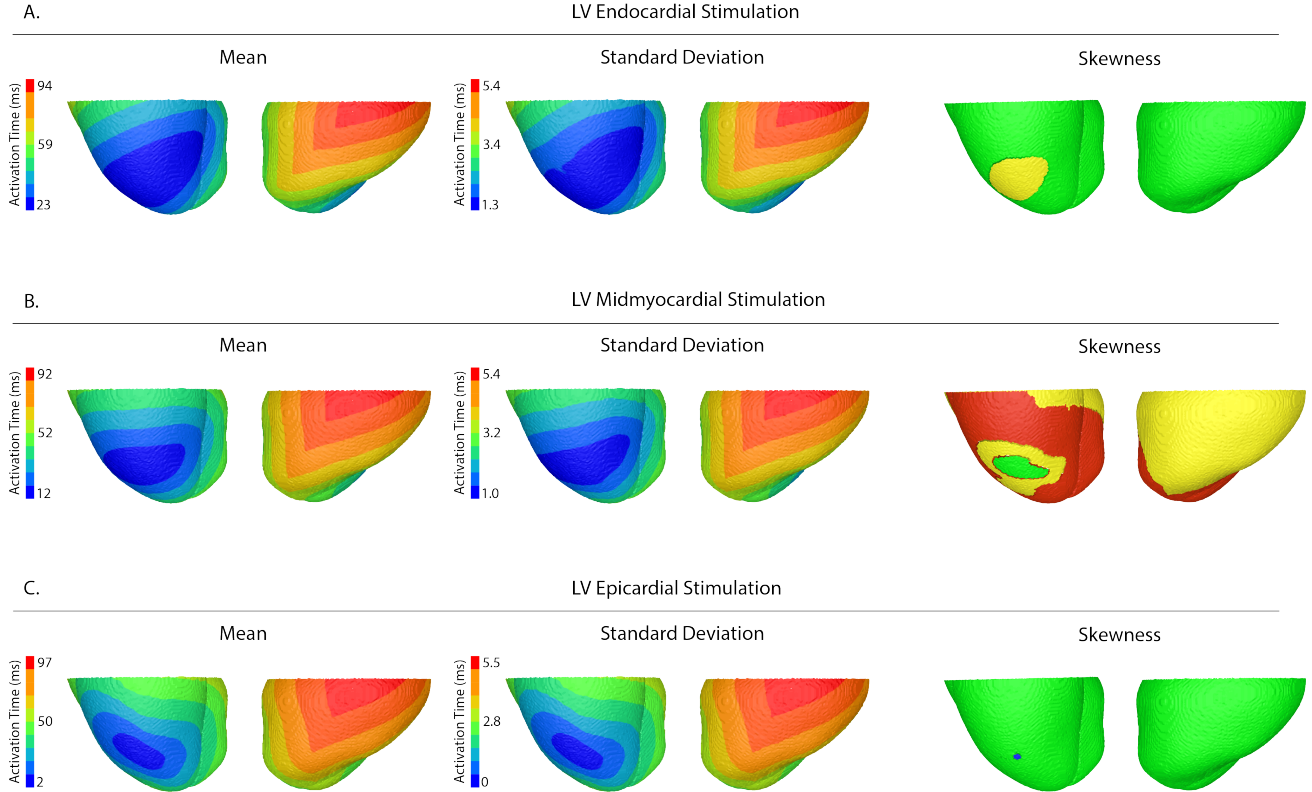 A.
LV Endocardial Stimulation
Mean
Standard Deviation
Skewness
Activation Time (ms)
94
59
23
Activation Time (ms)
5.4
3.4
1.3
B.
LV Midmyocardial Stimulation
Mean
Standard Deviation
Skewness
Activation Time (ms)
92
52
12
Activation Time (ms)
5.4
3.2
1.0
C.
LV Epicardial Stimulation
Mean
Standard Deviation
Skewness
Activation Time (ms)
97
50
2
Activation Time (ms)
5.5
2.8
0